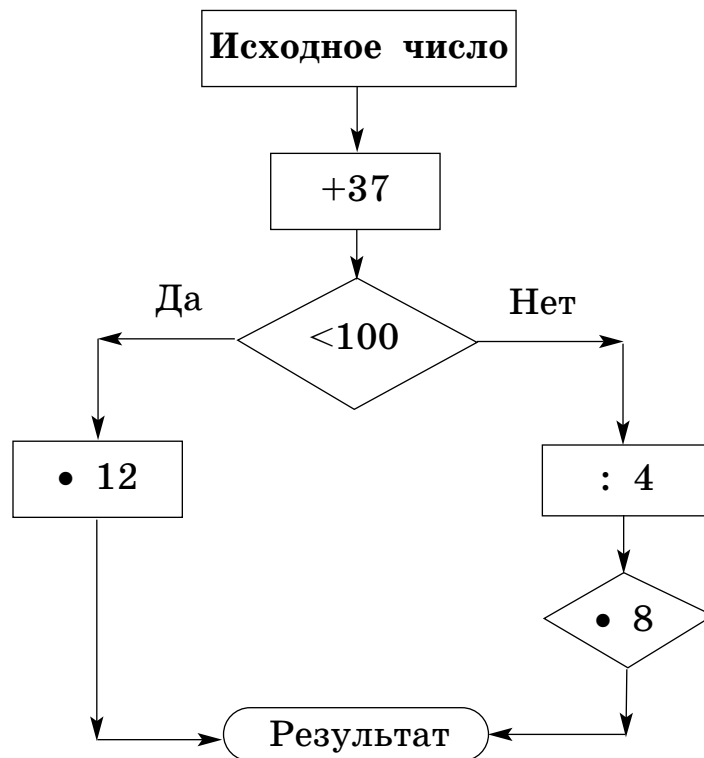 Исходное число
+37
Да
Нет
<100
• 12
: 4
• 8
Результат